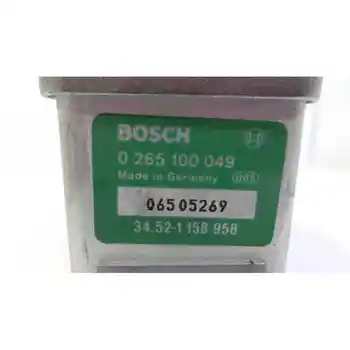 BOSCH
0 265 100 049
Made in Germany
06505269
34.52-1 158 958